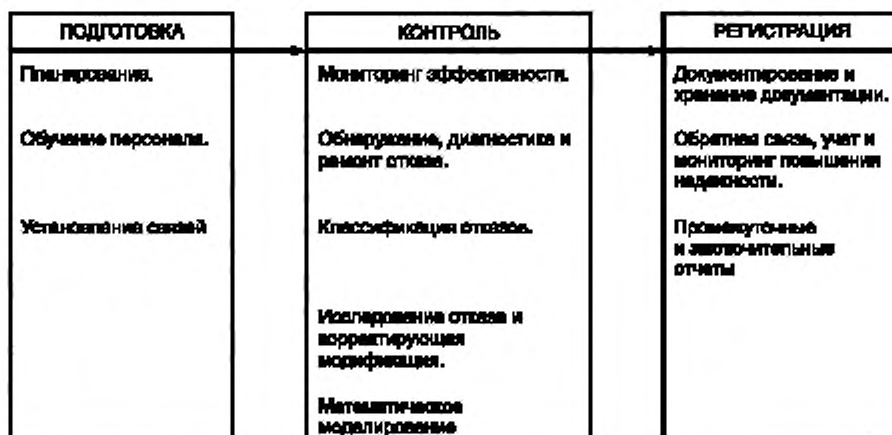 ПОДГОТОВКА
Планирование.
Обучение персонала.
Установление связей
КОНТРОЛЬ
Мониторинг эффективности.
Обнаружение, диагностика и
ремонт отказа.
Классификация отказов.
Исследование отказа и
корректирующая
модификация.
Математическое
моделирование
РЕГИСТРАЦИЯ
Документирование и
хранение документации.
Обратная связь, учет и
мониторинг повышения
надежности.
Промежуточные
и заключительные
отчеты